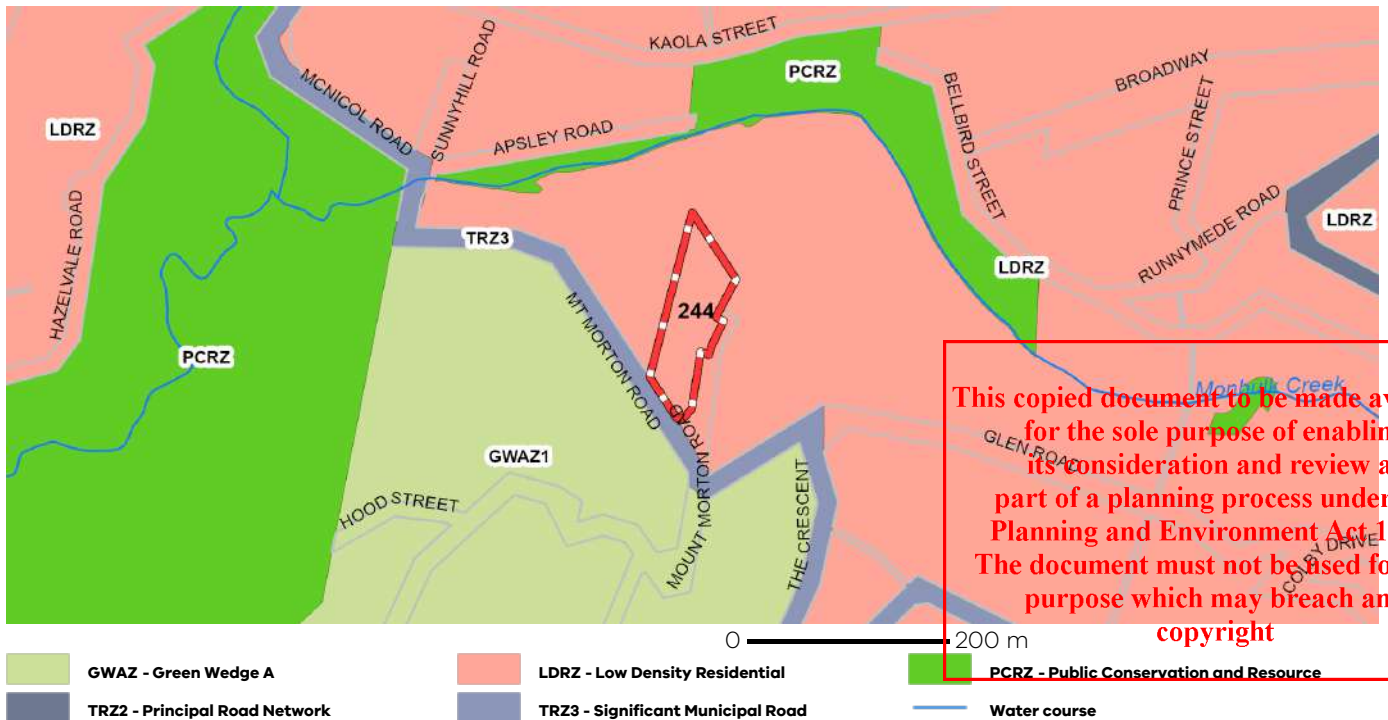 KAOLA STREET
PCRZ
SUNNYHILL ROAD
MCNICOL ROAD
BROADWAY
BELLBIRD STREET
LDRZ
APSLEY ROAD
PRINCE STREET
HAZELVALE ROAD
RUNNYMEDE ROAD
LDRZ
TRZ3
LDRZ
244
MT MORTON ROAD
PCRZ
Monbulk Creek
ROAD
GLEN ROAD
GWAZ1
HOOD STREET
MOUNT MORTON ROAD
THE CRESCENT
COLBY DRIVE
This copied document to be made av
for the sole purpose of enablin
its consideration and review a
part of a planning process under
Planning and Environment Act 1
The document must not be used fo
purpose which may breach an
copyright
0 200 m
GWAZ - Green Wedge A
LDRZ - Low Density Residential
PCRZ - Public Conservation and Resource
TRZ2 - Principal Road Network
TRZ3 - Significant Municipal Road
Water course